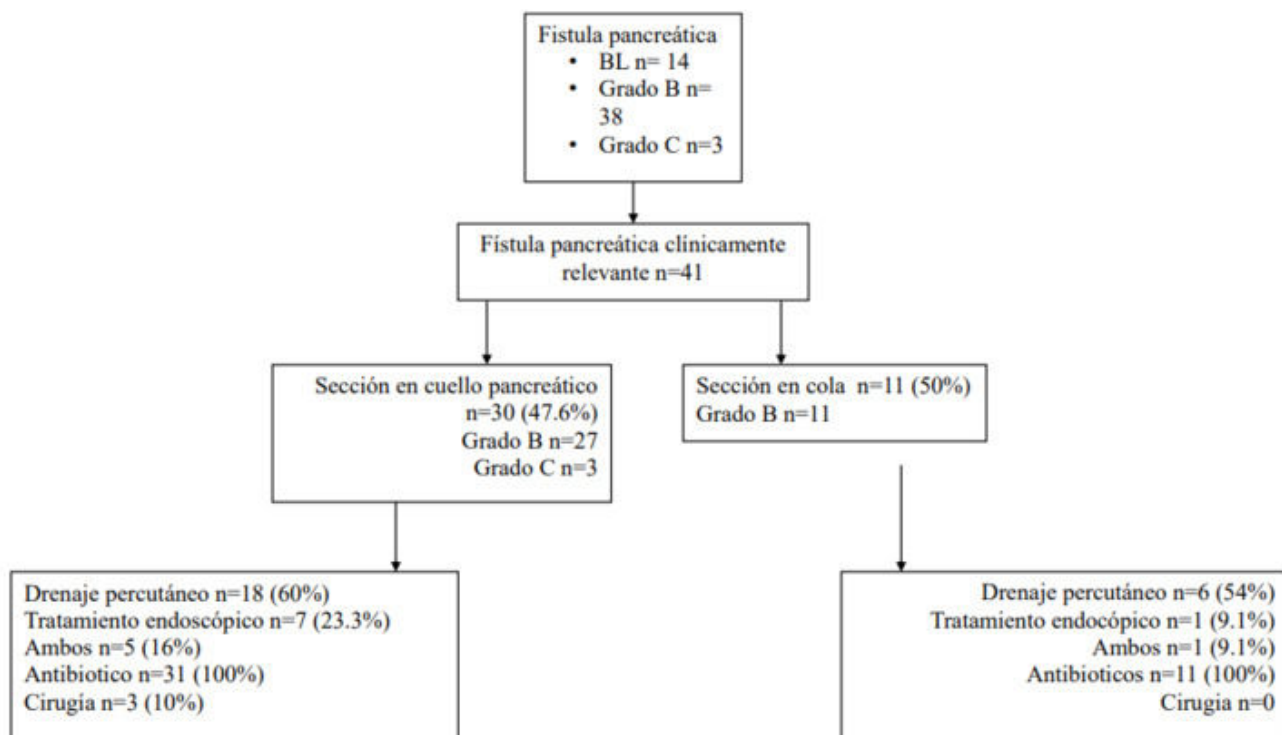 Fistula pancreática
• BL n= 14
• Grado B n=
38
• Grado C n=3
Fístula pancreática clínicamente
relevante n=41
Sección en cuello pancreático
n=30 (47.6%)
Grado B n=27
Grado C n=3
Sección en cola n=11 (50%)
Grado B n=11
Drenaje percutáneo n=18 (60%)
Tratamiento endoscópico n=7 (23.3%)
Ambos n=5 (16%)
Antibiotico n=31 (100%)
Cirugía n=3 (10%)
Drenaje percutáneo n=6 (54%)
Tratamiento endocópico n=1 (9.1%)
Ambos n=1 (9.1%)
Antibioticos n=11 (100%)
Cirugia n=0